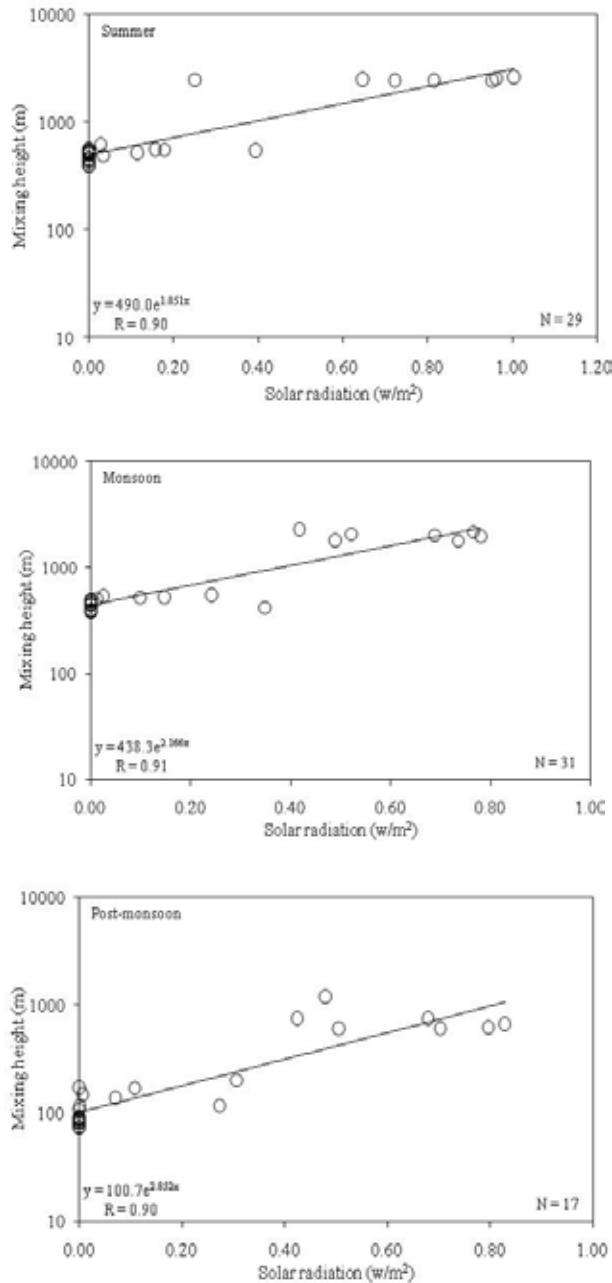 10000
Summer
1000
100
10
Mixing height (m)
y = 490.0e^1.851x
R = 0.90
N = 29
0.00 0.20 0.40 0.60 0.80 1.00 1.20
Solar radiation (w/m²)
10000
Monsoon
1000
100
10
Mixing height (m)
y = 438.3e^2.166x
R = 0.91
N = 31
0.00 0.20 0.40 0.60 0.80 1.00
Solar radiation (w/m²)
10000
Post-monsoon
1000
100
10
Mixing height (m)
y = 100.7e^2.852x
R = 0.90
N = 17
0.00 0.20 0.40 0.60 0.80 1.00
Solar radiation (w/m²)